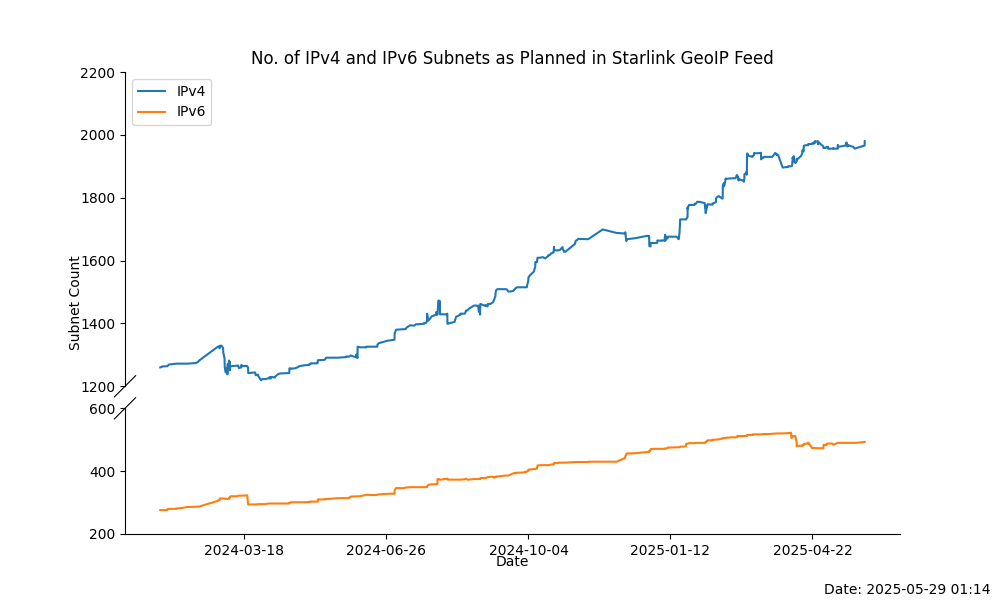 No. of IPv4 and IPv6 Subnets as Planned in Starlink GeoIP Feed
IPv4
IPv6
2200
2000
1800
1600
1400
1200
600
400
200
Subnet Count
2024-03-18
2024-06-26
2024-10-04
2025-01-12
2025-04-22
Date
Date: 2025-05-29 01:14